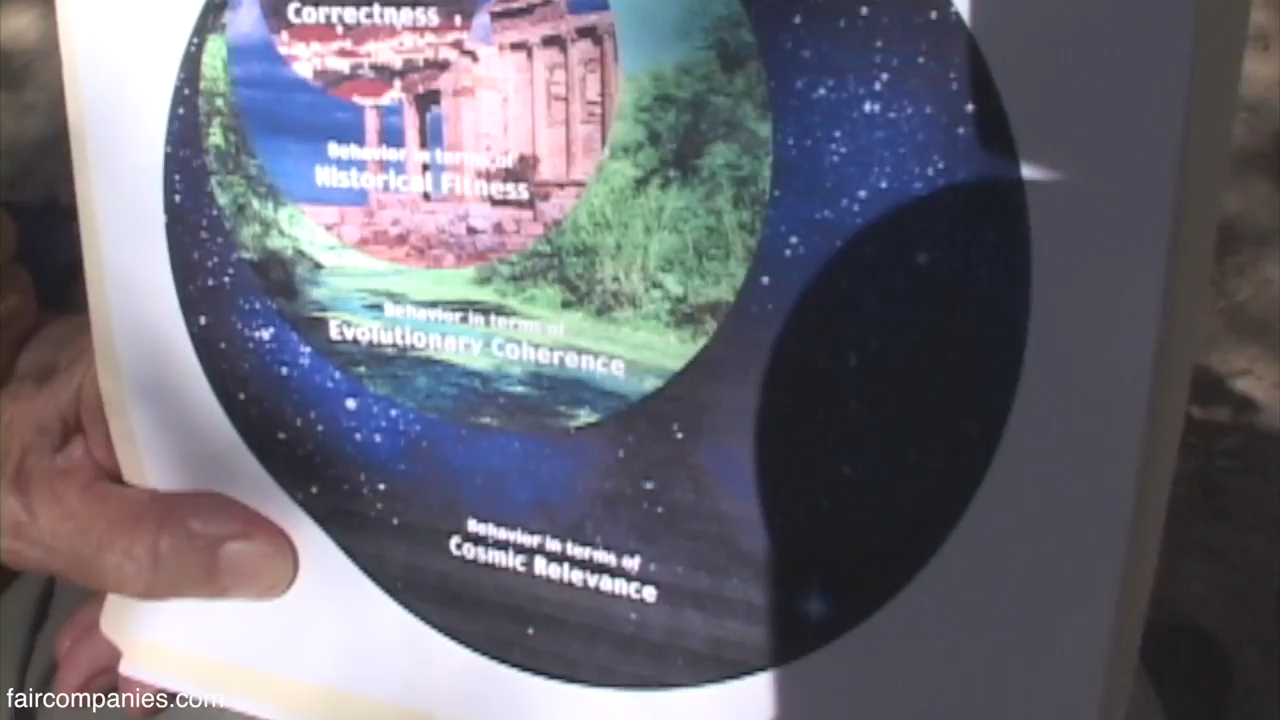 Correctness
Behavior in terms of
Historical Fitness
Behavior in terms of
Evolutionary Coherence
Behavior in terms of
Cosmic Relevance
faircompanies.com